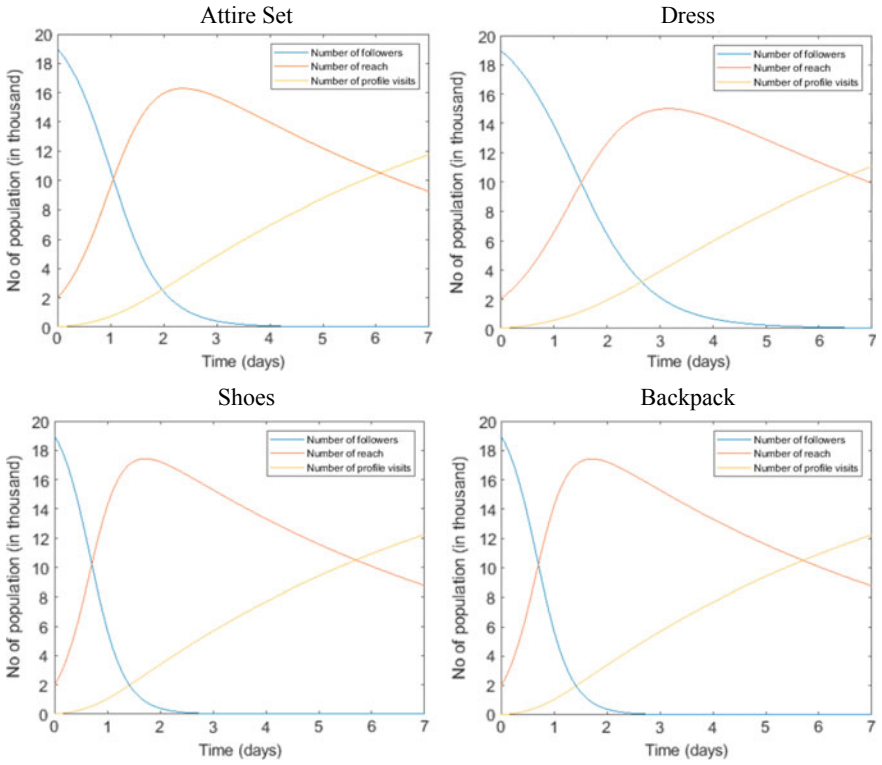 Attire Set
No of population (in thousand)
20
18
16
14
12
10
8
6
4
2
0
Number of followers
Number of reach
Number of profile visits
0 1 2 3 4 5 6 7
Time (days)
Dress
No of population (in thousand)
20
18
16
14
12
10
8
6
4
2
0
Number of followers
Number of reach
Number of profile visits
0 1 2 3 4 5 6 7
Time (days)
Shoes
No of population (in thousand)
20
18
16
14
12
10
8
6
4
2
0
Number of followers
Number of reach
Number of profile visits
0 1 2 3 4 5 6 7
Time (days)
Backpack
No of population (in thousand)
20
18
16
14
12
10
8
6
4
2
0
Number of followers
Number of reach
Number of profile visits
0 1 2 3 4 5 6 7
Time (days)